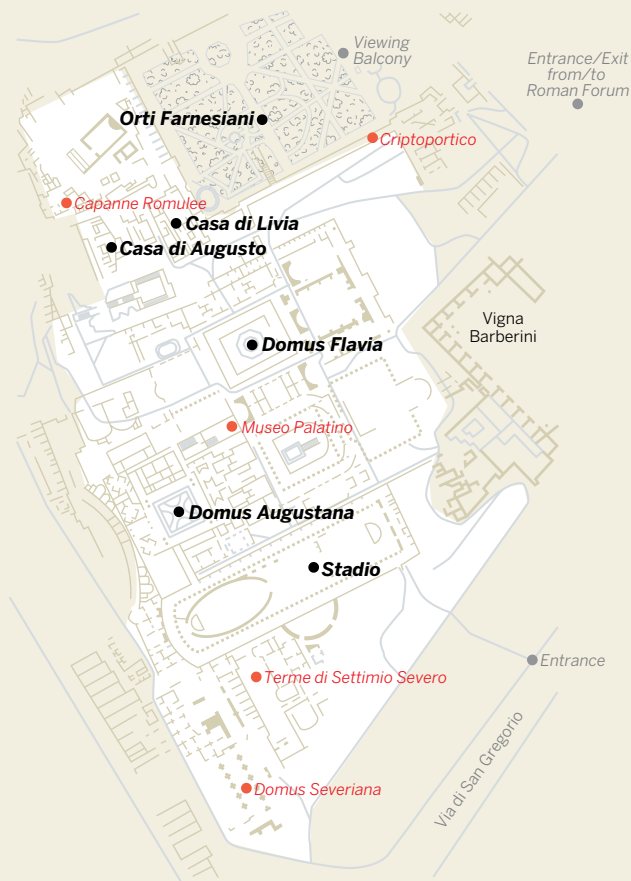 Viewing
Balcony
Entrance/Exit
from/to
Roman Forum
Orti Farnesiani
Criptoportico
Capanne Romulee
Casa di Livia
Casa di Augusto
Vigna
Barberini
Domus Flavia
Museo Palatino
Domus Augustana
Stadio
Entrance
Terme di Settimio Severo
Via di San Gregorio
Domus Severiana